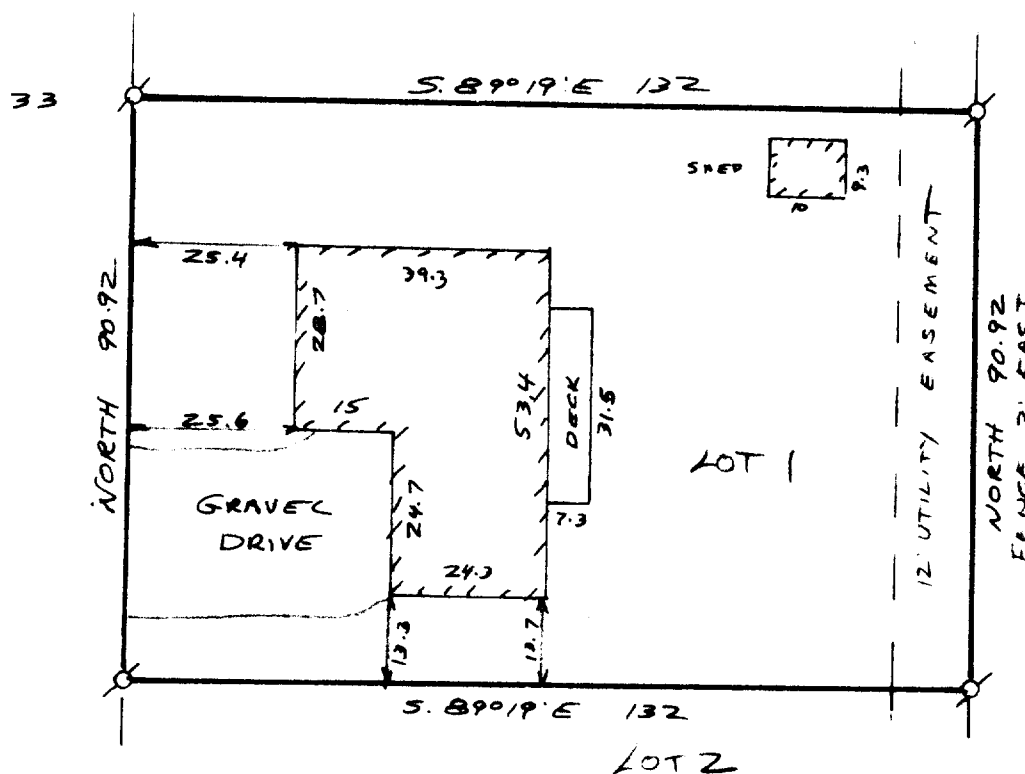 S. 89°19'E 132
33
SHED
9.3
10
25.4
39.3
28.7
NORTH 90.92
25.6
15
53.4
DECK
31.5
LOT 1
12' UTILITY EASEMENT
NORTH 90.92
EAST
GRAVEL
DRIVE
24.7
7.3
24.3
13.3
13.7
S. 89°19'E 132
LOT 2